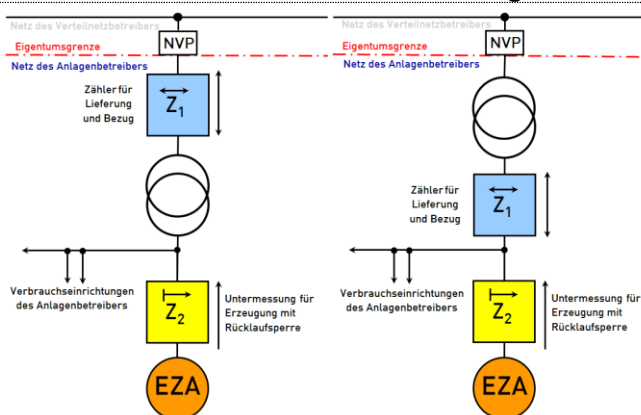 Netz des Verteilnetzbetreibers
NVP
Eigentumsgrenze
Netz des Anlagenbetreibers
Zähler für
Lieferung
und Bezug
Z1
Verbrauchseinrichtungen
des Anlagenbetreibers
Z2
Untermessung für
Erzeugung mit
Rücklaufsperre
EZA
Netz des Verteilnetzbetreibers
NVP
Eigentumsgrenze
Netz des Anlagenbetreibers
Zähler für
Lieferung
und Bezug
Z1
Verbrauchseinrichtungen
des Anlagenbetreibers
Z2
Untermessung für
Erzeugung mit
Rücklaufsperre
EZA